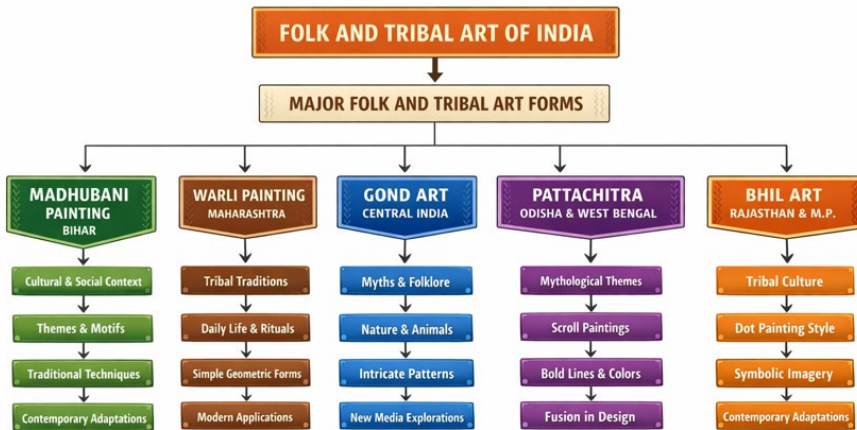 FOLK AND TRIBAL ART OF INDIA
MAJOR FOLK AND TRIBAL ART FORMS
MADHUBANI
PAINTING
BIHAR
Cultural & Social Context
Themes & Motifs
Traditional Techniques
Contemporary Adaptations
WARLI PAINTING
MAHARASHTRA
Tribal Traditions
Daily Life & Rituals
Simple Geometric Forms
Modern Applications
GOND ART
CENTRAL INDIA
Myths & Folklore
Nature & Animals
Intricate Patterns
New Media Explorations
PATTACHITRA
ODISHA & WEST BENGAL
Mythological Themes
Scroll Paintings
Bold Lines & Colors
Fusion in Design
BHIL ART
RAJASTHAN & M.P.
Tribal Culture
Dot Painting Style
Symbolic Imagery
Contemporary Adaptations